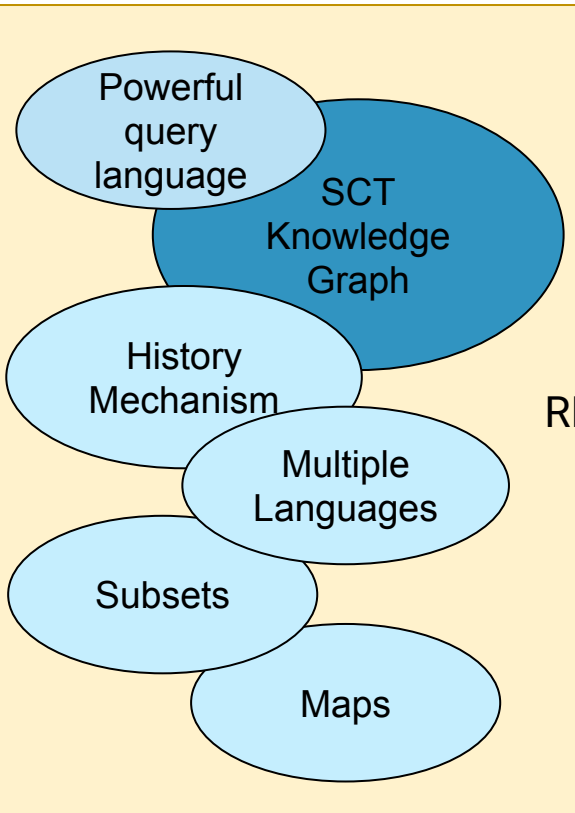 Powerful
query
language
SCT
Knowledge
Graph
History
Mechanism
Multiple
Languages
Subsets
Maps